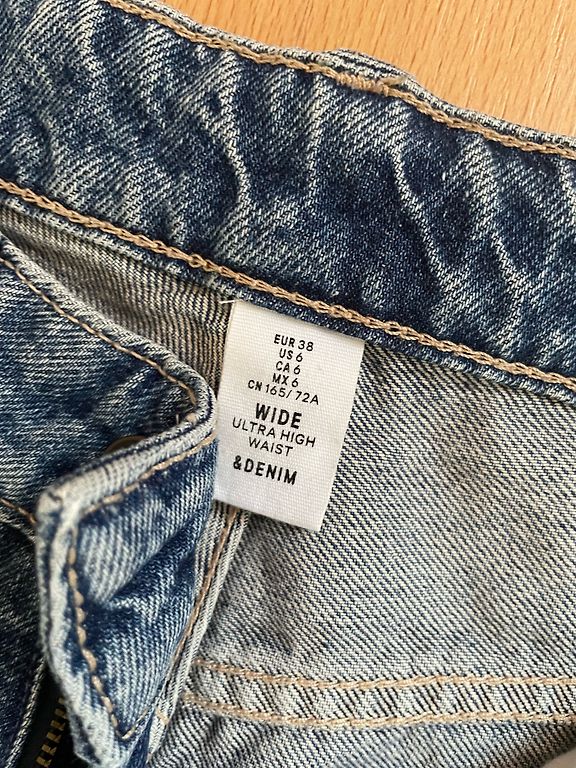 EUR 38
US 6
CA 6
MX 6
CN 165/72A
WIDE
ULTRA HIGH
WAIST
&DENIM